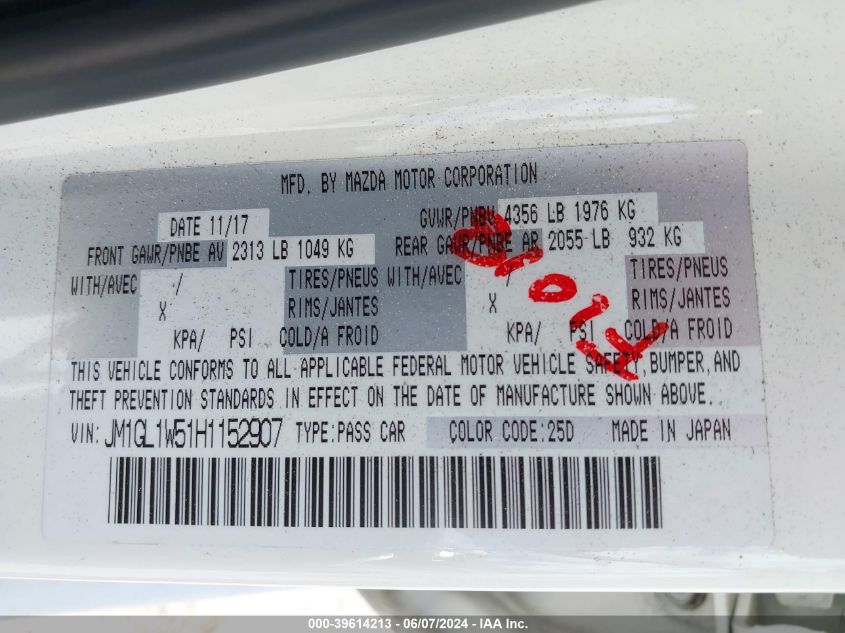 MFD. BY MAZDA MOTOR CORPORATION
DATE 11/17 GVWR/PNBV 4356 LB 1976 KG
FRONT GAWR/PNBE AV 2313 LB 1049 KG REAR GAWR/PNBE AR 2055 LB 932 KG
WITH/AVEC / TIRES/PNEUS WITH/AVEC / TIRES/PNEUS
X RIMS/JANTES X RIMS/JANTES
KPA/ PSI COLD/A FROID KPA/ PSI COLD/A FROID
THIS VEHICLE CONFORMS TO ALL APPLICABLE FEDERAL MOTOR VEHICLE SAFETY, BUMPER, AND
THEFT PREVENTION STANDARDS IN EFFECT ON THE DATE OF MANUFACTURE SHOWN ABOVE.
VIN: JM1GL1W51H1152907 TYPE:PASS CAR COLOR CODE:25D MADE IN JAPAN
000-39614213 - 06/07/2024 - IAA Inc.